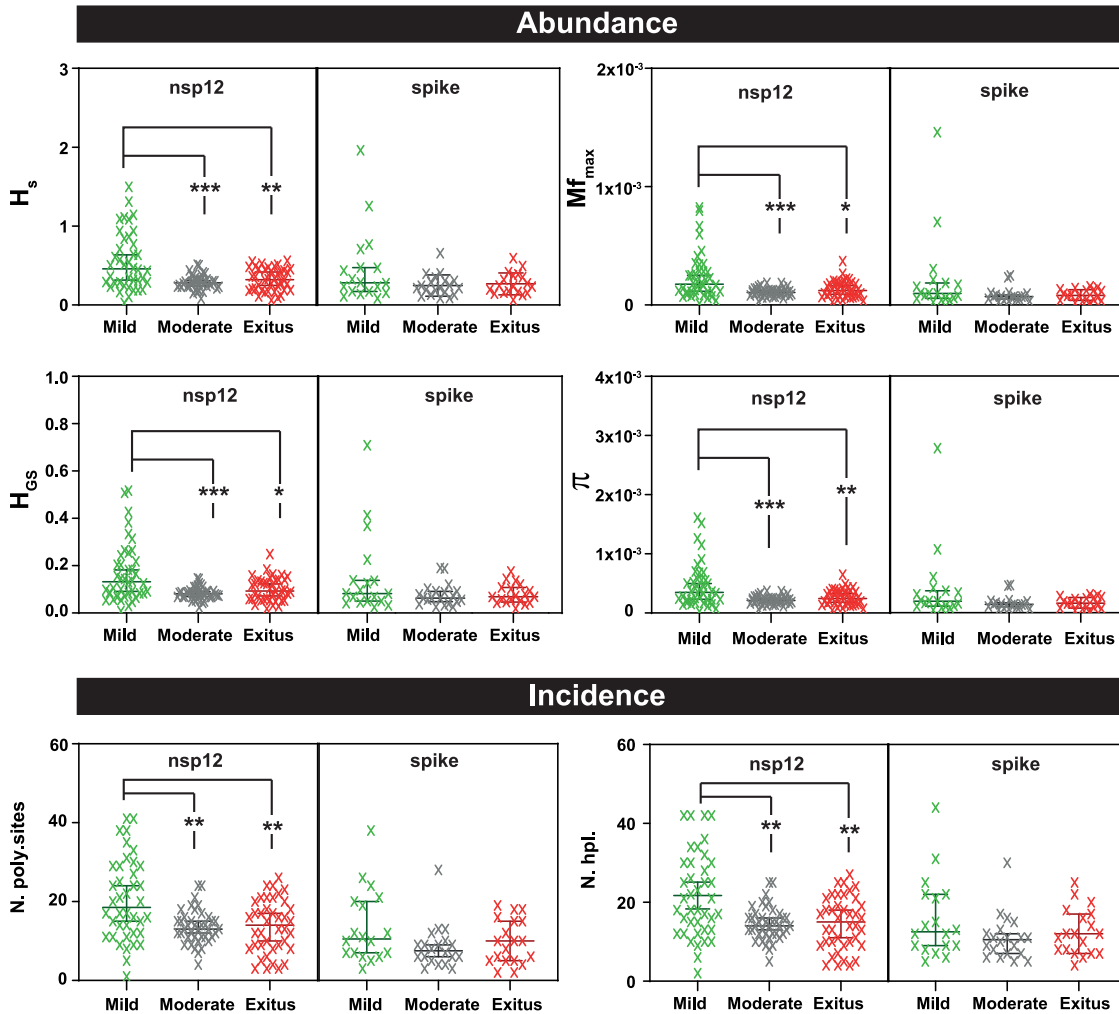 Abundance
3
2
1
0
Hs
nsp12
spike
*** **
Mild Moderate Exitus Mild Moderate Exitus
2x10-3
1x10-3
0
Mfmax
nsp12
spike
*** *
Mild Moderate Exitus Mild Moderate Exitus
1.0
0.8
0.6
0.4
0.2
0.0
HGS
nsp12
spike
*** *
Mild Moderate Exitus Mild Moderate Exitus
4x10-3
3x10-3
2x10-3
1x10-3
0
π
nsp12
spike
*** **
Mild Moderate Exitus Mild Moderate Exitus
Incidence
60
40
20
0
N. poly.sites
nsp12
spike
** **
Mild Moderate Exitus Mild Moderate Exitus
60
40
20
0
N. hpl.
nsp12
spike
** **
Mild Moderate Exitus Mild Moderate Exitus